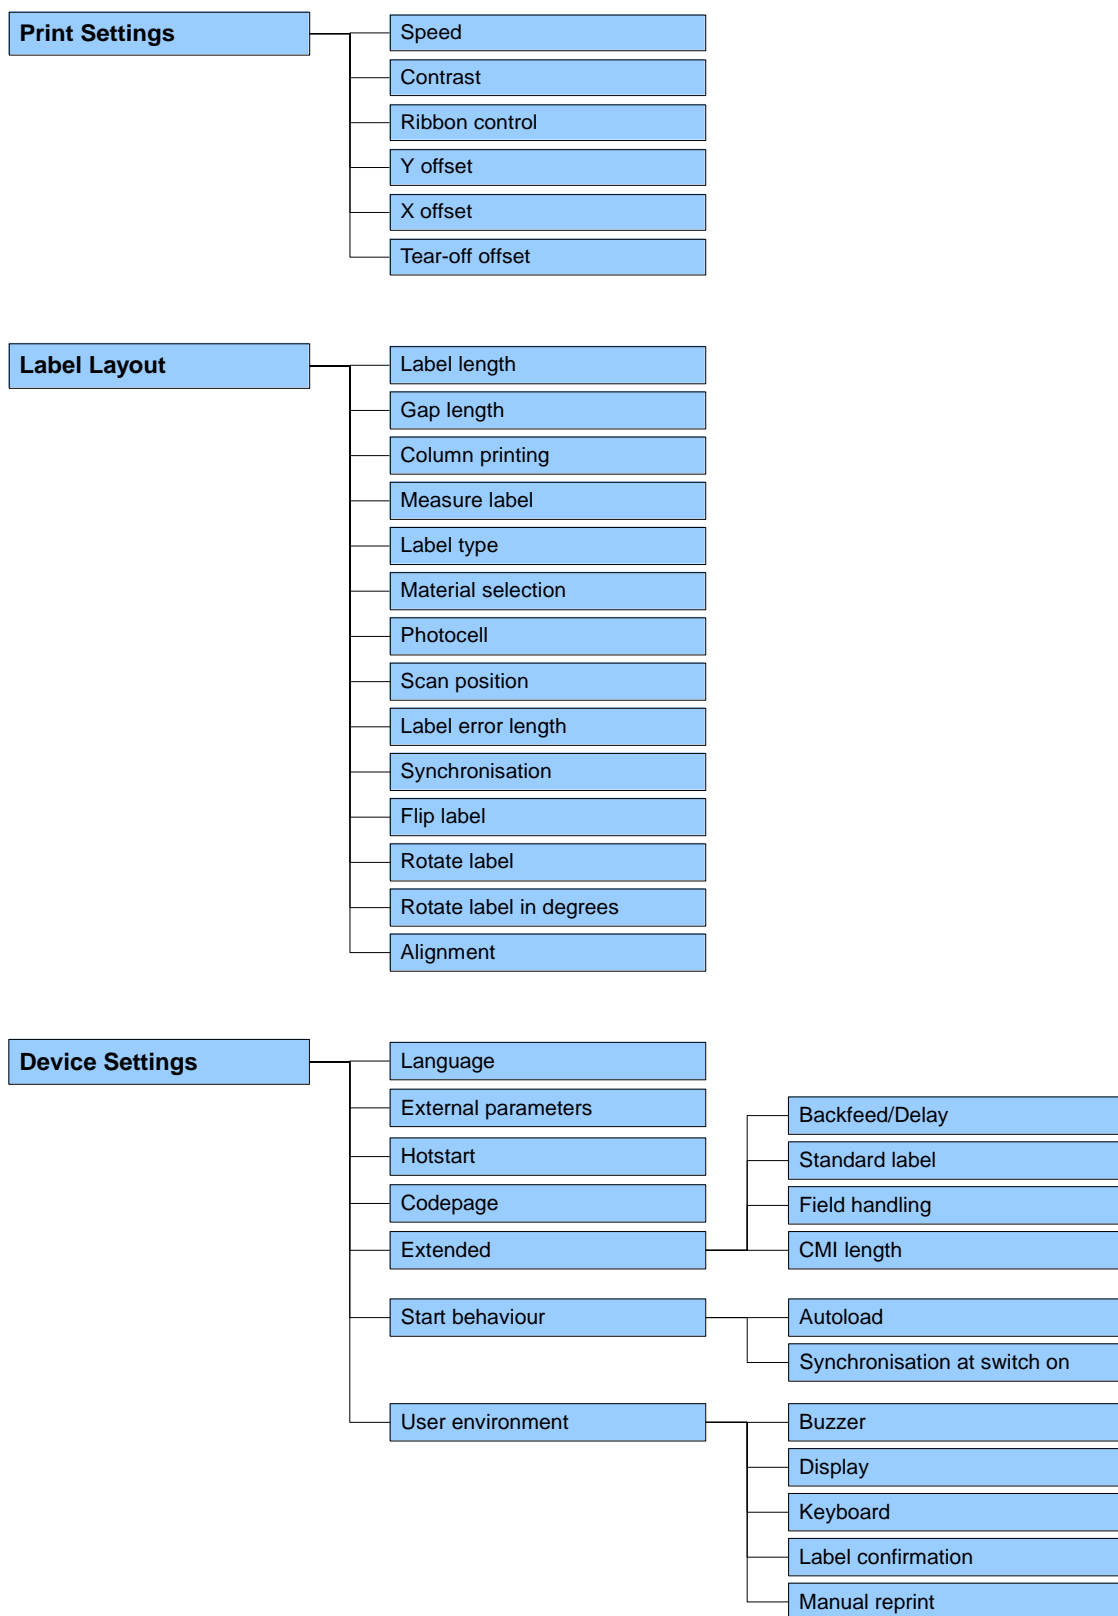 Print Settings
Speed
Contrast
Ribbon control
Y offset
X offset
Tear-off offset
Label Layout
Label length
Gap length
Column printing
Measure label
Label type
Material selection
Photocell
Scan position
Label error length
Synchronisation
Flip label
Rotate label
Rotate label in degrees
Alignment
Device Settings
Language
External parameters
Hotstart
Codepage
Extended
Backfeed/Delay
Standard label
Field handling
CMI length
Start behaviour
Autoload
Synchronisation at switch on
User environment
Buzzer
Display
Keyboard
Label confirmation
Manual reprint